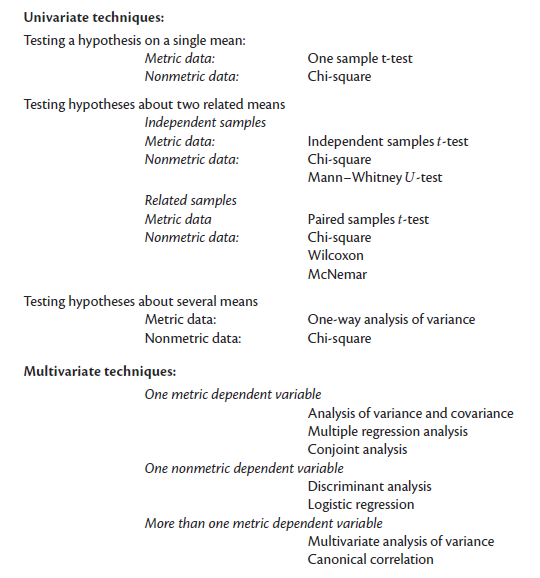 Univariate techniques:
Testing a hypothesis on a single mean:
Metric data: One sample t-test
Nonmetric data: Chi-square
Testing hypotheses about two related means
Independent samples
Metric data: Independent samples t-test
Nonmetric data: Chi-square
Mann–Whitney U-test
Related samples
Metric data Paired samples t-test
Nonmetric data: Chi-square
Wilcoxon
McNemar
Testing hypotheses about several means
Metric data: One-way analysis of variance
Nonmetric data: Chi-square
Multivariate techniques:
One metric dependent variable
Analysis of variance and covariance
Multiple regression analysis
Conjoint analysis
One nonmetric dependent variable
Discriminant analysis
Logistic regression
More than one metric dependent variable
Multivariate analysis of variance
Canonical correlation